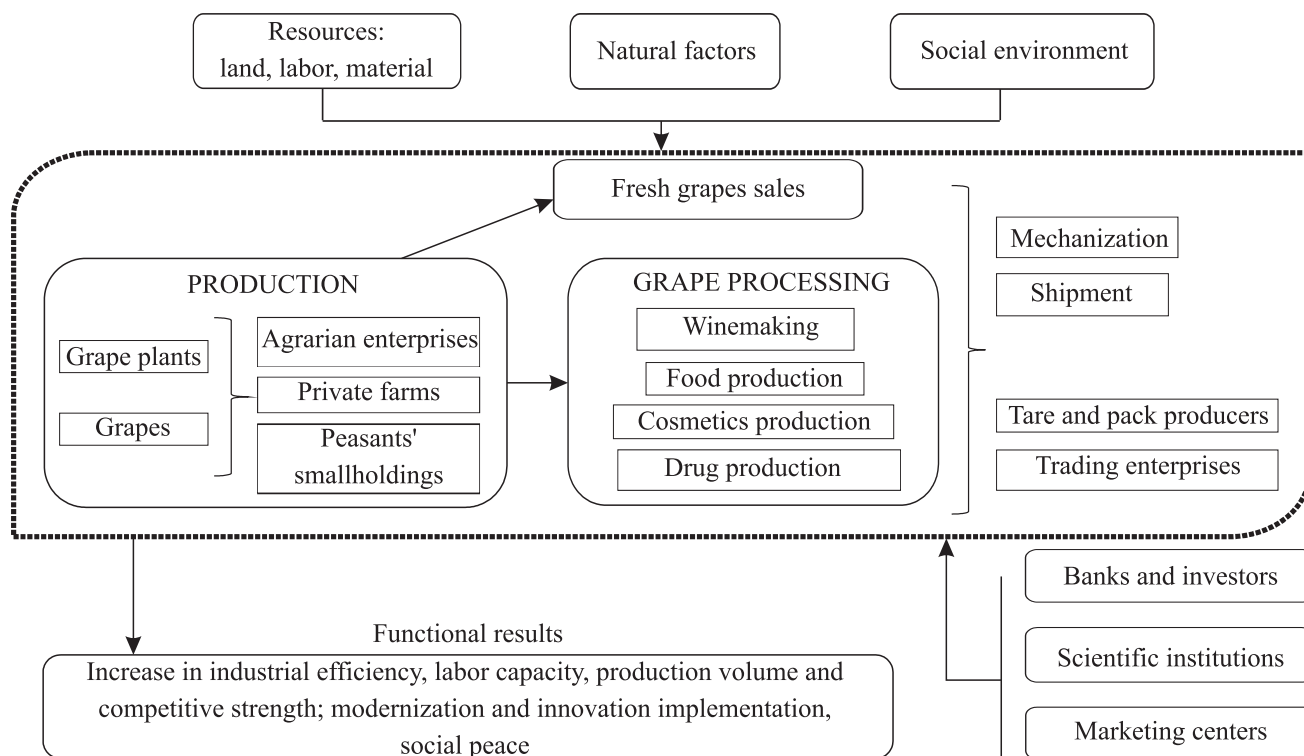 Resources:
land, labor, material
Natural factors
Social environment
Fresh grapes sales
Mechanization
Shipment
PRODUCTION
Grape plants
Grapes
Agrarian enterprises
Private farms
Peasants'
smallholdings
GRAPE PROCESSING
Winemaking
Food production
Cosmetics production
Drug production
Tare and pack producers
Trading enterprises
Banks and investors
Scientific institutions
Marketing centers
Functional results
Increase in industrial efficiency, labor capacity, production volume and
competitive strength; modernization and innovation implementation,
social peace